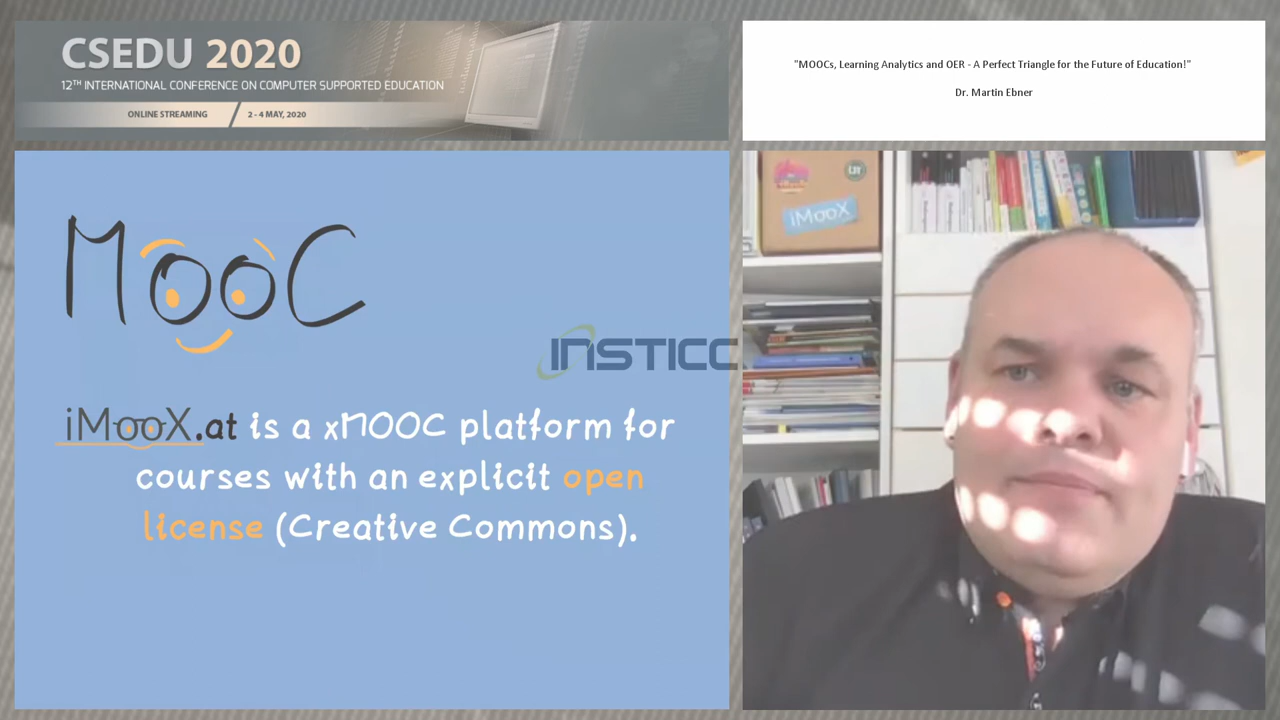 CSEDU 2020
12TH INTERNATIONAL CONFERENCE ON COMPUTER SUPPORTED EDUCATION
ONLINE STREAMING / 2 - 4 MAY, 2020
"MOOCs, Learning Analytics and OER - A Perfect Triangle for the Future of Education!"
Dr. Martin Ebner
MooC
iMooX.at is a xMOOC platform for
courses with an explicit open
license (Creative Commons).
INSTICC
iMooX